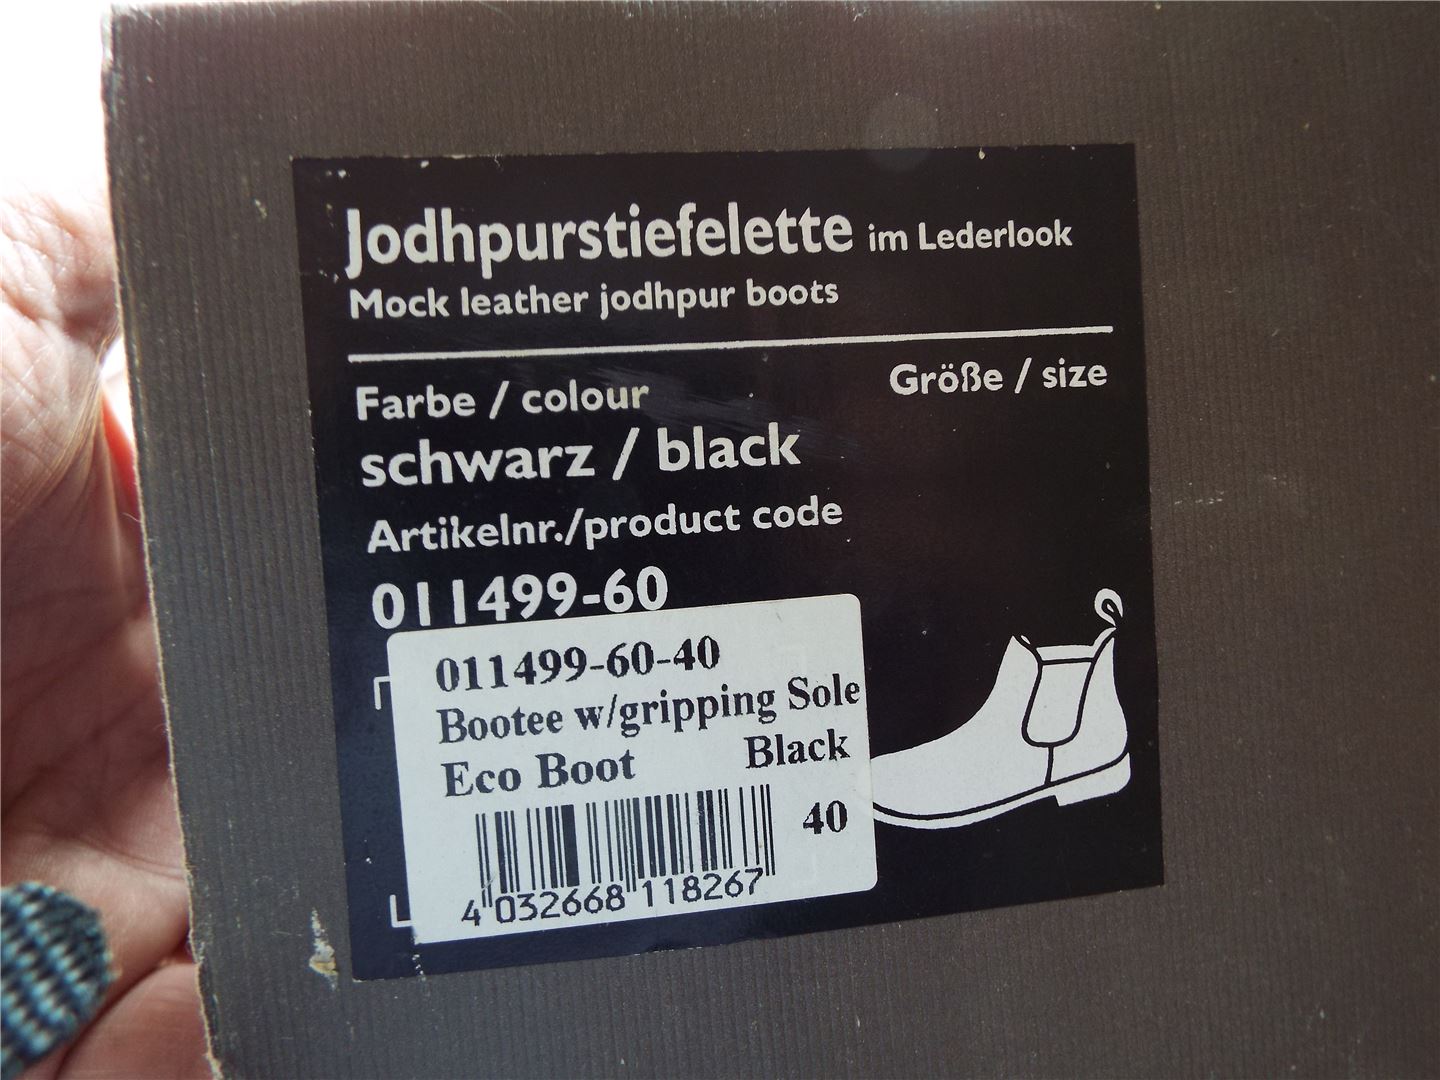 Jodhpurstiefelette im Lederlook
Mock leather jodhpur boots
Farbe / colour
Größe / size
schwarz / black
Artikelnr./product code
011499-60
011499-60-40
Bootee w/gripping Sole
Eco Boot Black
40
4 032668 118267